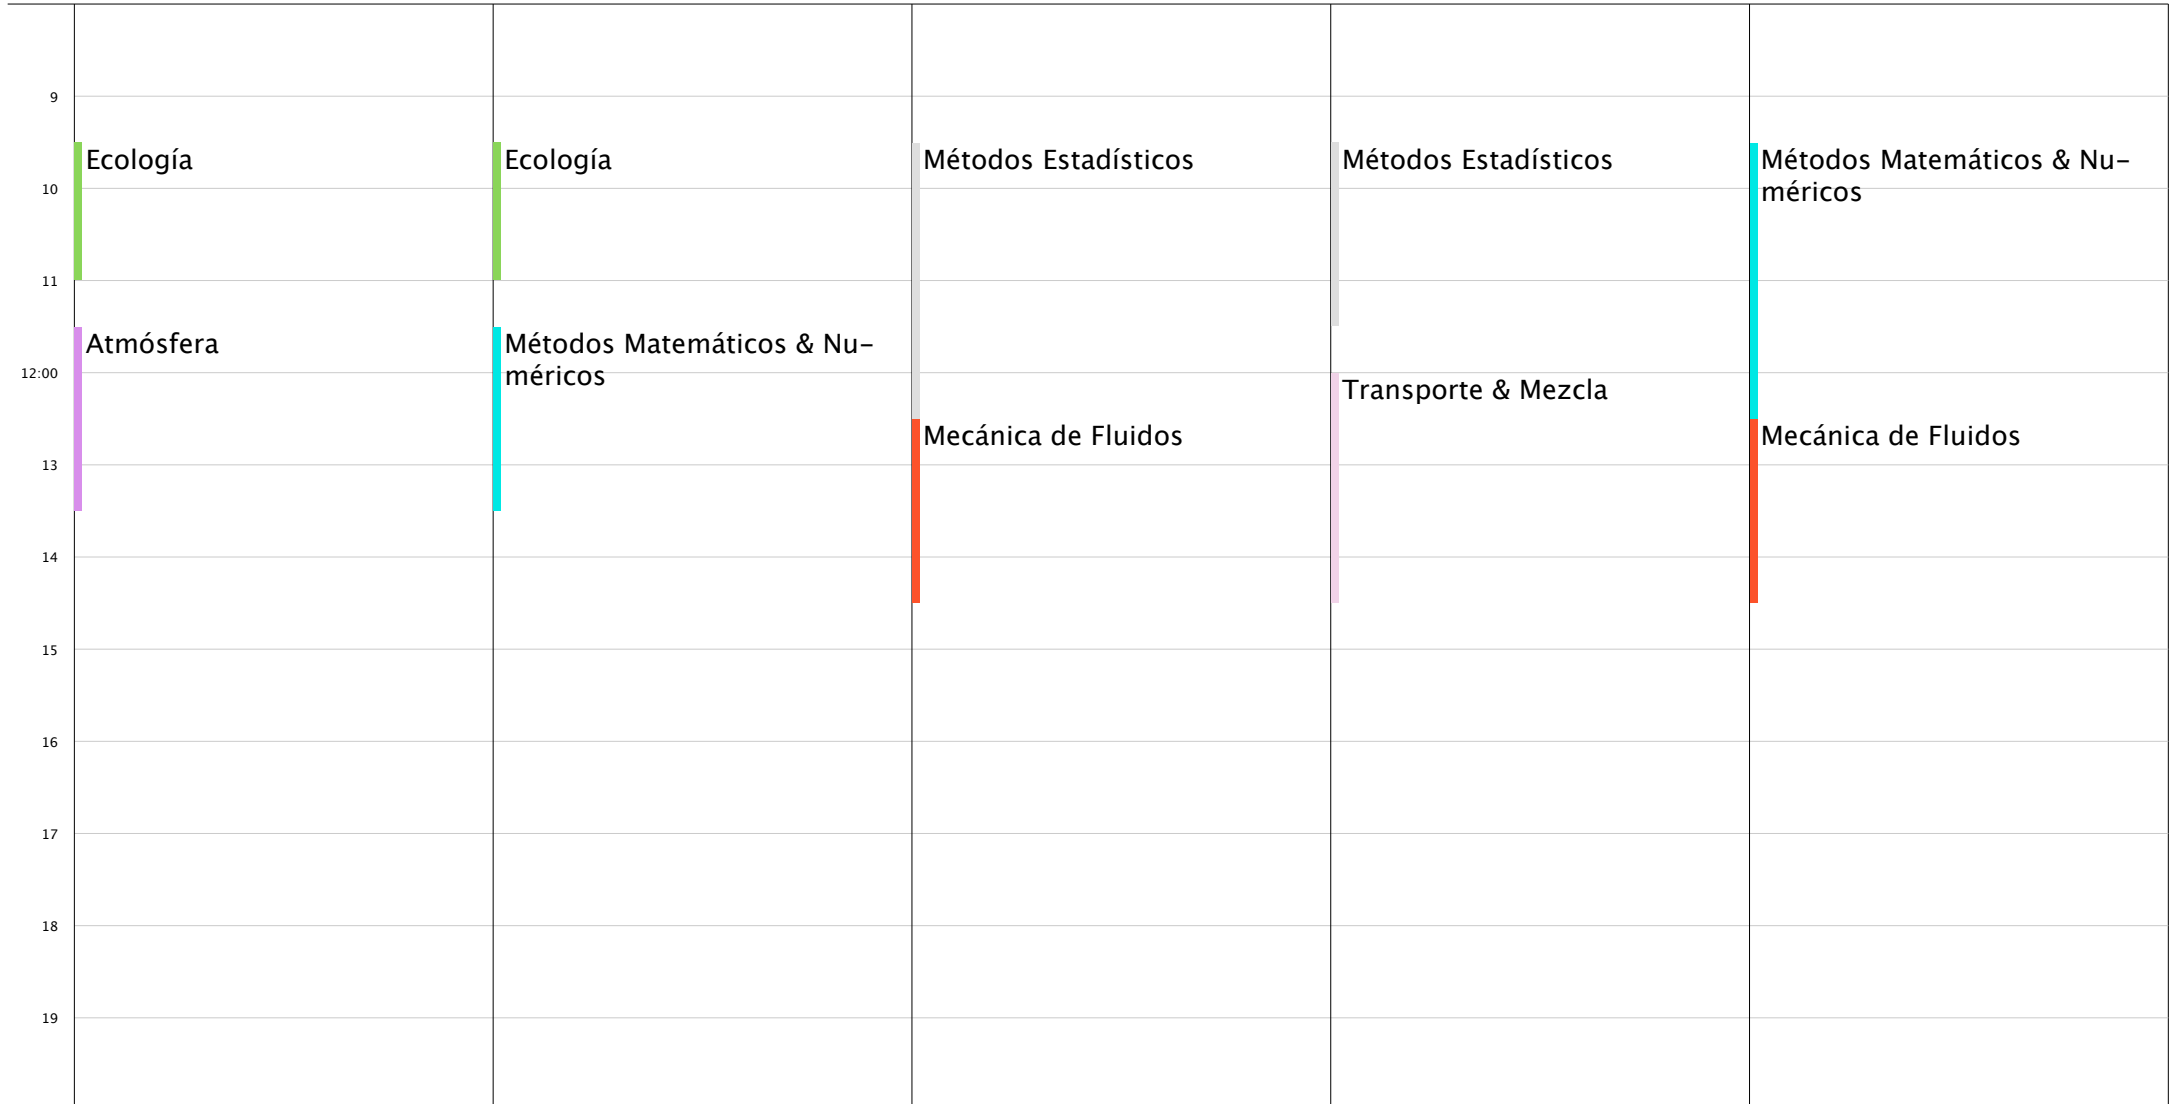 9
Ecología
Ecología
Métodos Estadísticos
Métodos Estadísticos
Métodos Matemáticos & Nu-
méricos
10
11
Atmósfera
Métodos Matemáticos & Nu-
méricos
12:00
Transporte & Mezcla
Mecánica de Fluidos
Mecánica de Fluidos
13
14
15
16
17
18
19